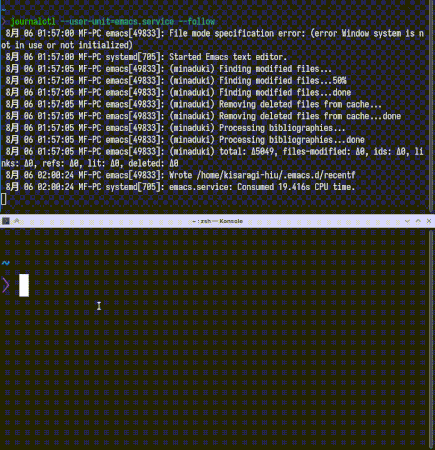 ❯ journalctl --user-unit=emacs.service --follow
8月 06 01:57:00 MF-PC emacs[49833]: File mode specification error: (error Window system is n
ot in use or not initialized)
8月 06 01:57:00 MF-PC systemd[705]: Started Emacs text editor.
8月 06 01:57:05 MF-PC emacs[49833]: (minaduki) Finding modified files...
8月 06 01:57:05 MF-PC emacs[49833]: (minaduki) Finding modified files...50%
8月 06 01:57:05 MF-PC emacs[49833]: (minaduki) Finding modified files...done
8月 06 01:57:05 MF-PC emacs[49833]: (minaduki) Removing deleted files from cache...
8月 06 01:57:05 MF-PC emacs[49833]: (minaduki) Removing deleted files from cache...done
8月 06 01:57:05 MF-PC emacs[49833]: (minaduki) Processing bibliographies...
8月 06 01:57:05 MF-PC emacs[49833]: (minaduki) Processing bibliographies...done
8月 06 01:57:05 MF-PC emacs[49833]: (minaduki) total: Δ5049, files-modified: Δ0, ids: Δ0, li
nks: Δ0, refs: Δ0, lit: Δ0, deleted: Δ0
8月 06 02:00:24 MF-PC emacs[49833]: Wrote /home/kisaragi-hiu/.emacs.d/recentf
8月 06 02:00:24 MF-PC systemd[705]: emacs.service: Consumed 19.416s CPU time.
~ : zsh — Konsole
~
❯